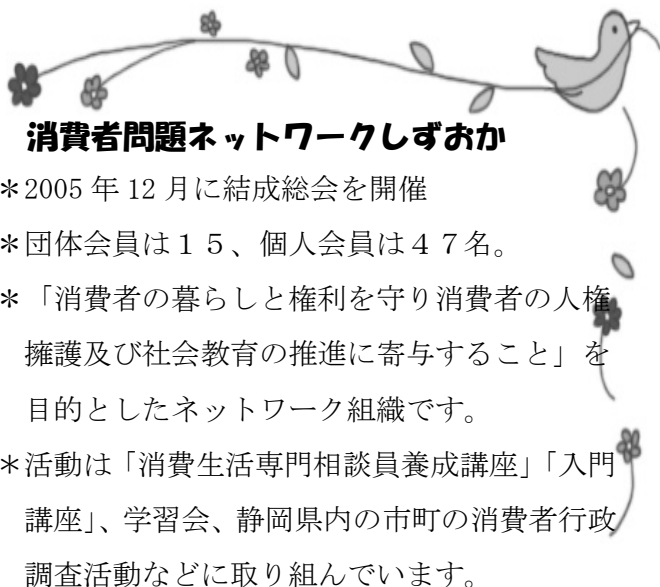 消費者問題ネットワークしずおか
＊2005年12月に結成総会を開催
＊団体会員は１５、個人会員は４７名。
＊「消費者の暮らしと権利を守り消費者の人権
擁護及び社会教育の推進に寄与すること」を
目的としたネットワーク組織です。
＊活動は「消費生活専門相談員養成講座」「入門
講座」、学習会、静岡県内の市町の消費者行政
調査活動などに取り組んでいます。